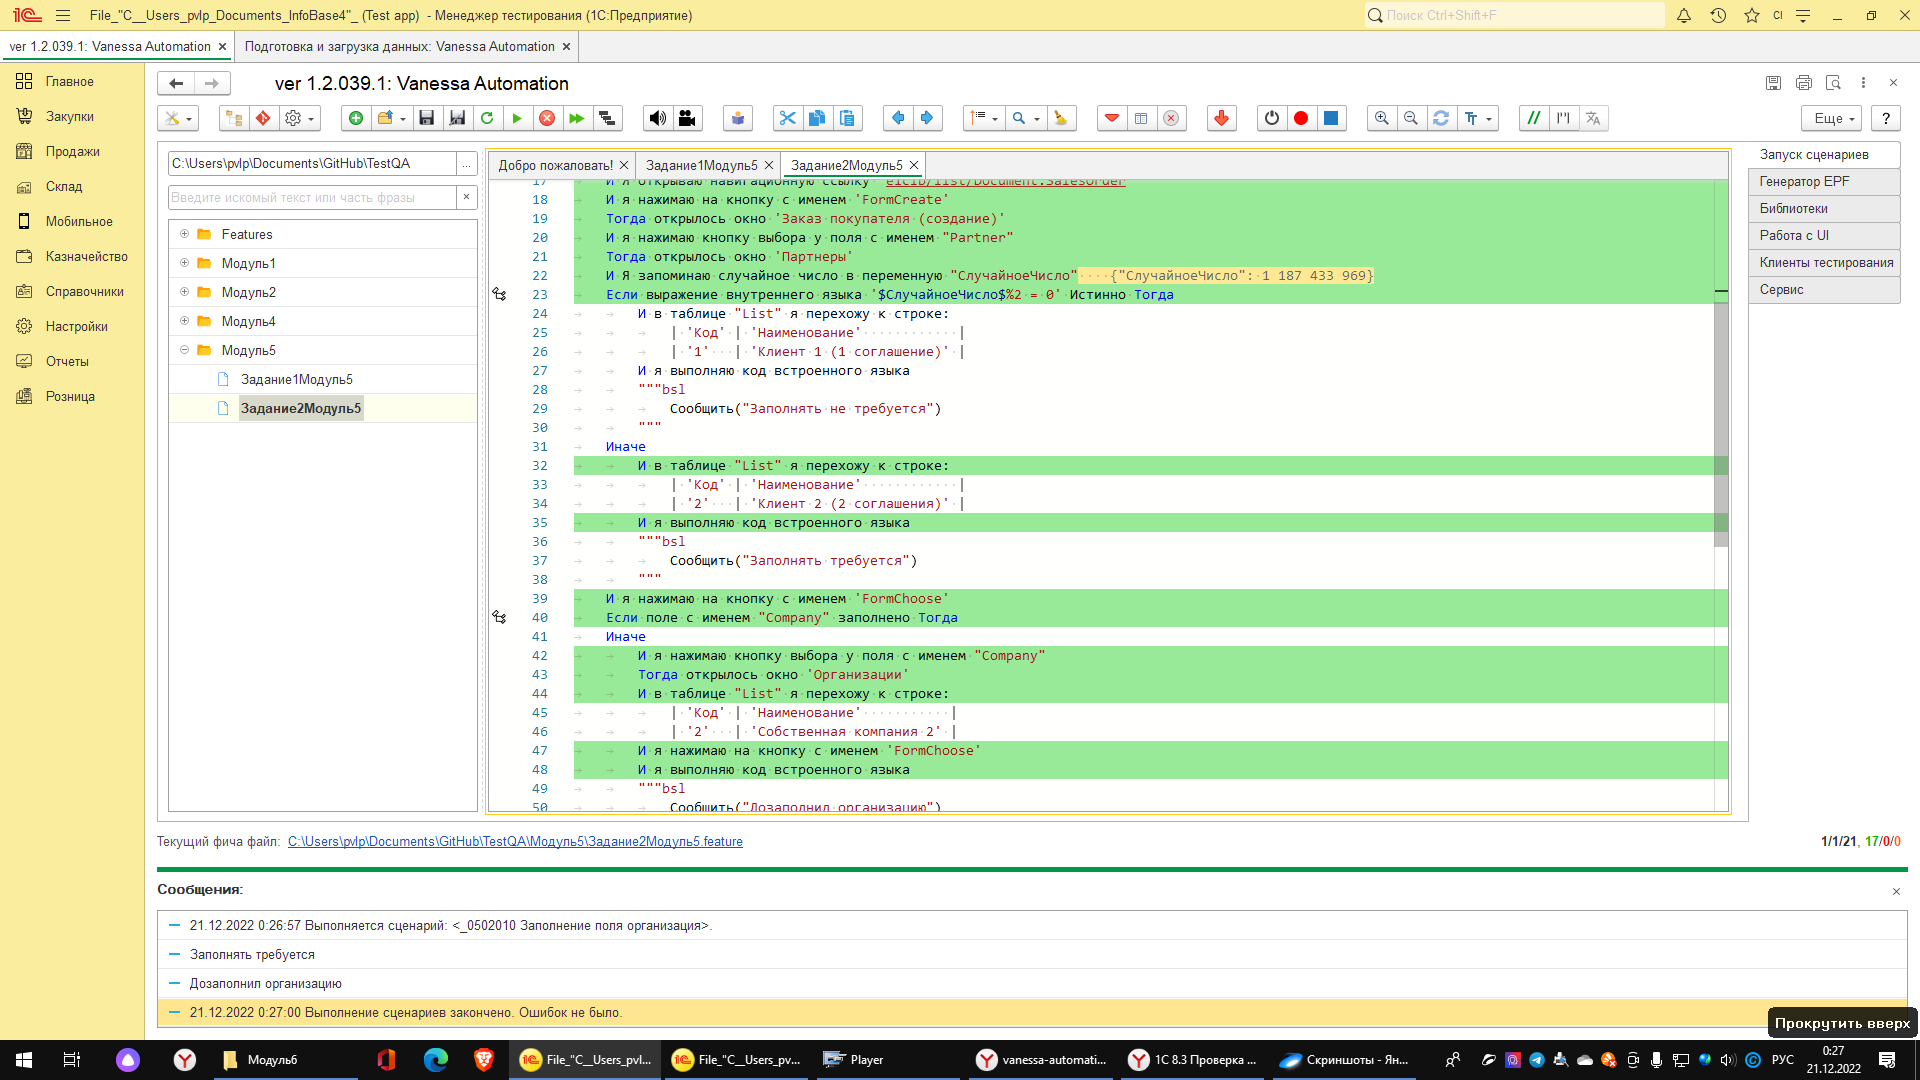 File_"C__Users_pvlp_Documents_InfoBase4"_ (Test app) - Менеджер тестирования (1С:Предприятие)
Поиск Ctrl+Shift+F
CI
ver 1.2.039.1: Vanessa Automation ×
Подготовка и загрузка данных: Vanessa Automation ×
Главное
Закупки
Продажи
Склад
Мобильное
Казначейство
Справочники
Настройки
Отчеты
Розница
ver 1.2.039.1: Vanessa Automation
Еще
?
C:\Users\pvlp\Documents\GitHub\TestQA
...
Введите искомый текст или часть фразы
×
Features
Модуль1
Модуль2
Модуль4
Модуль5
Задание1Модуль5
Задание2Модуль5
Добро пожаловать! ×
Задание1Модуль5 ×
Задание2Модуль5 ×
17 И я открываю навигационную ссылку e1cib/list/Document.SalesOrder
18 И я нажимаю на кнопку с именем 'FormCreate'
19 Тогда открылось окно 'Заказ покупателя (создание)'
20 И я нажимаю кнопку выбора у поля с именем "Partner"
21 Тогда открылось окно 'Партнеры'
22 И Я запоминаю случайное число в переменную "СлучайноеЧисло" {"СлучайноеЧисло": 1 187 433 969}
23 Если выражение внутреннего языка '$СлучайноеЧисло$%2 = 0' Истинно Тогда
24 И в таблице "List" я перехожу к строке:
25 | 'Код' | 'Наименование' |
26 | '1' | 'Клиент 1 (1 соглашение)' |
27 И я выполняю код встроенного языка
28 """bsl
29 Сообщить("Заполнять не требуется")
30 """
31 Иначе
32 И в таблице "List" я перехожу к строке:
33 | 'Код' | 'Наименование' |
34 | '2' | 'Клиент 2 (2 соглашения)' |
35 И я выполняю код встроенного языка
36 """bsl
37 Сообщить("Заполнять требуется")
38 """
39 И я нажимаю на кнопку с именем 'FormChoose'
40 Если поле с именем "Company" заполнено Тогда
41 Иначе
42 И я нажимаю кнопку выбора у поля с именем "Company"
43 Тогда открылось окно 'Организации'
44 И в таблице "List" я перехожу к строке:
45 | 'Код' | 'Наименование' |
46 | '2' | 'Собственная компания 2' |
47 И я нажимаю на кнопку с именем 'FormChoose'
48 И я выполняю код встроенного языка
49 """bsl
50 Сообщить("Дозаполнил организацию")
Запуск сценариев
Генератор EPF
Библиотеки
Работа с UI
Клиенты тестирования
Сервис
Текущий фича файл: C:\Users\pvlp\Documents\GitHub\TestQA\Модуль5\Задание2Модуль5.feature
1/1/21, 17/0/0
Сообщения:
×
21.12.2022 0:26:57 Выполняется сценарий: <_0502010 Заполнение поля организация>.
Заполнять требуется
Дозаполнил организацию
21.12.2022 0:27:00 Выполнение сценариев закончено. Ошибок не было.
Прокрутить вверх
Модуль6
File_"C__Users_pvl...
File_"C__Users_pv...
Player
vanessa-automati...
1С 8.3 Проверка ...
Скриншоты - Ян...
РУС
0:27
21.12.2022